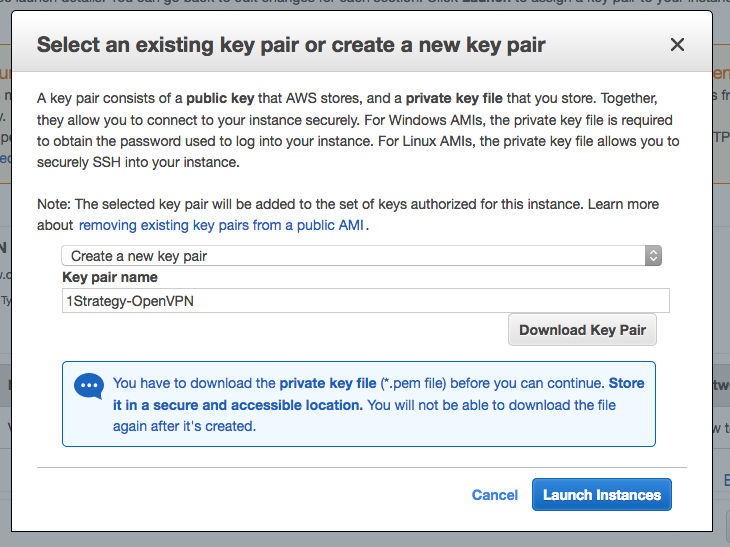 Select an existing key pair or create a new key pair
A key pair consists of a public key that AWS stores, and a private key file that you store. Together,
they allow you to connect to your instance securely. For Windows AMIs, the private key file is required
to obtain the password used to log into your instance. For Linux AMIs, the private key file allows you to
securely SSH into your instance.
Note: The selected key pair will be added to the set of keys authorized for this instance. Learn more
about removing existing key pairs from a public AMI.
Create a new key pair
Key pair name
1Strategy-OpenVPN
Download Key Pair
You have to download the private key file (*.pem file) before you can continue. Store
it in a secure and accessible location. You will not be able to download the file
again after it's created.
Cancel
Launch Instances